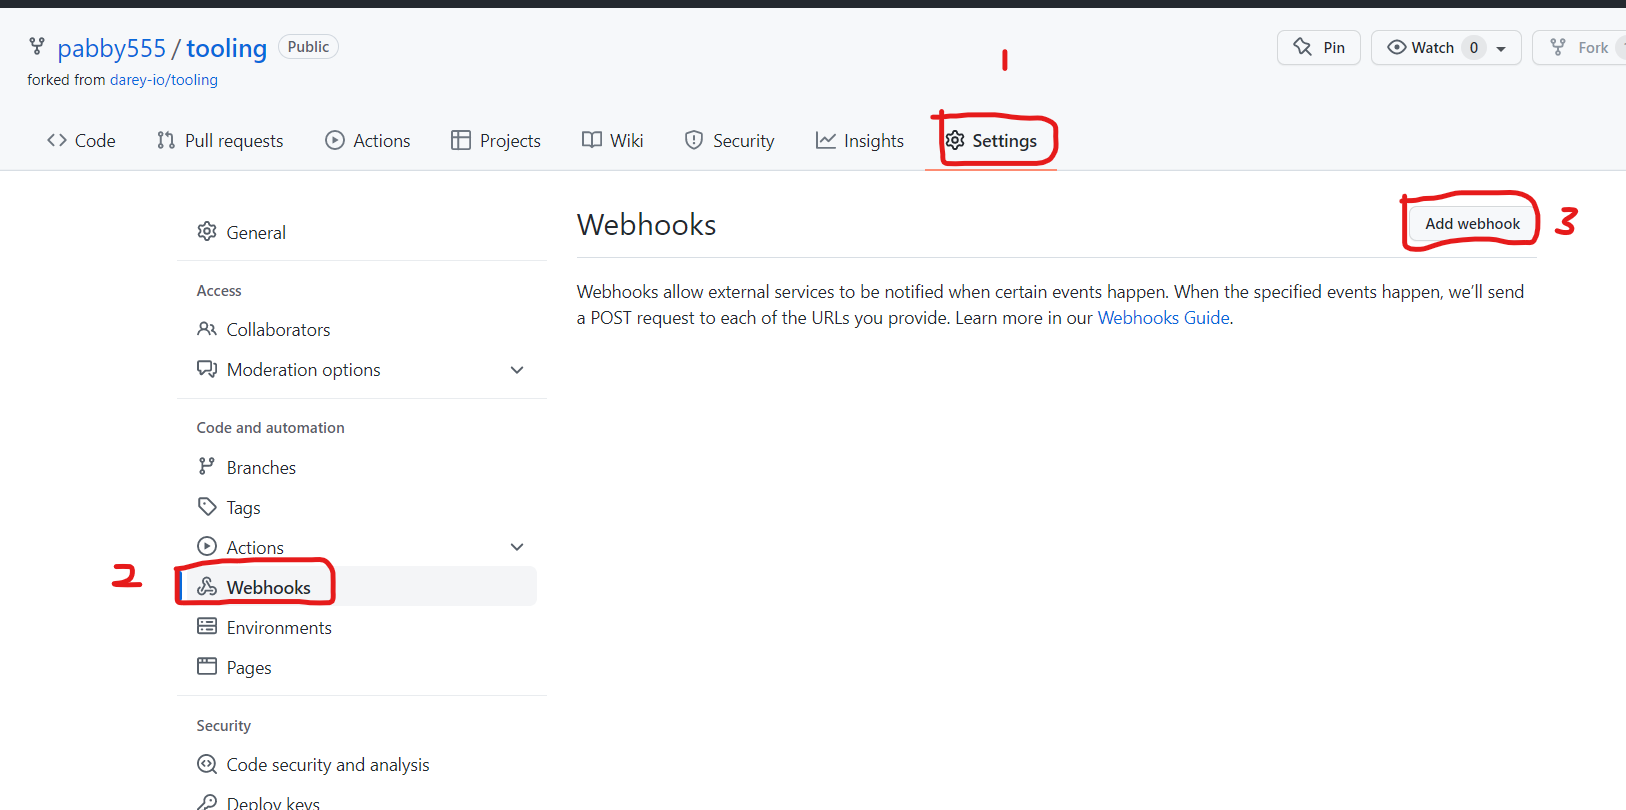 pabby555 / tooling Public
Pin Watch 0 Fork
forked from darey-io/tooling
1
Code Pull requests Actions Projects Wiki Security Insights Settings
General
Webhooks
Add webhook 3
Webhooks allow external services to be notified when certain events happen. When the specified events happen, we’ll send
a POST request to each of the URLs you provide. Learn more in our Webhooks Guide.
Access
Collaborators
Moderation options
Code and automation
Branches
Tags
Actions
2 Webhooks
Environments
Pages
Security
Code security and analysis
Deploy keys